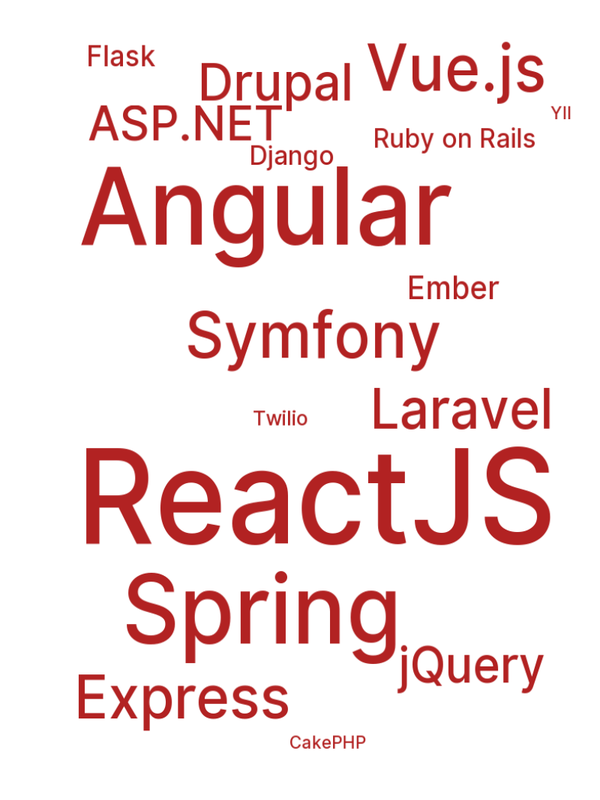 Flask
Drupal
Vue.js
ASP.NET
YII
Ruby on Rails
Django
Angular
Ember
Symfony
Laravel
Twilio
ReactJS
Spring
jQuery
Express
CakePHP